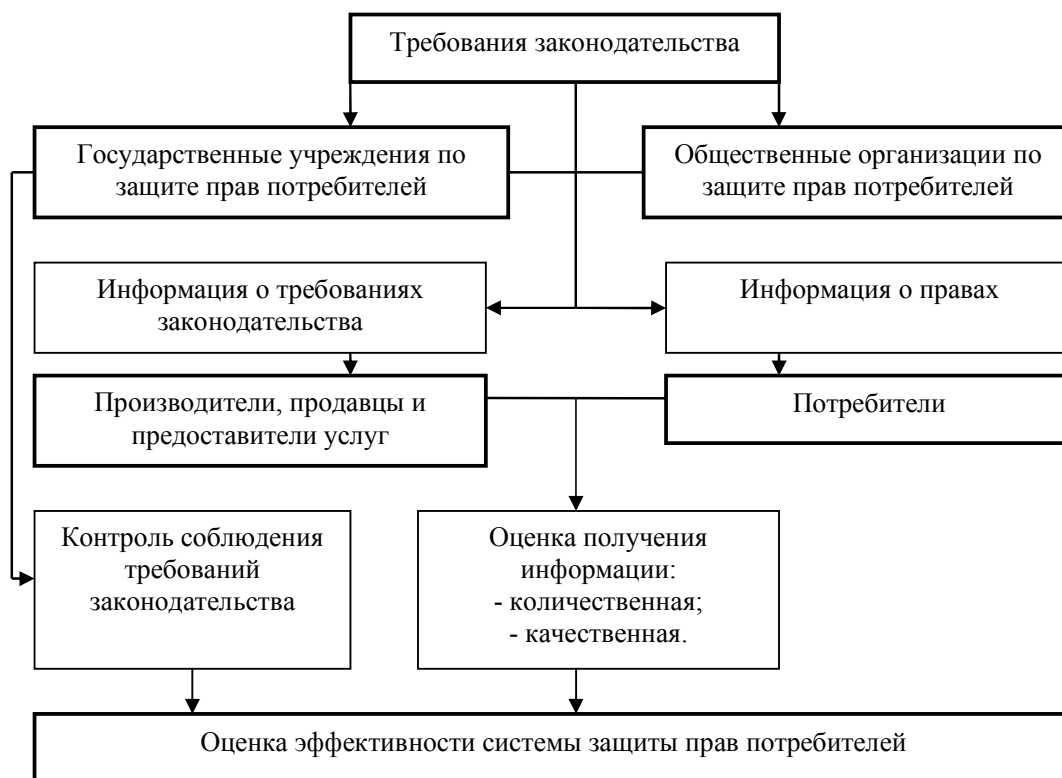 Требования законодательства
Государственные учреждения по
защите прав потребителей
Общественные организации по
защите прав потребителей
Информация о требованиях
законодательства
Информация о правах
Производители, продавцы и
предоставители услуг
Потребители
Контроль соблюдения
требований
законодательства
Оценка получения
информации:
- количественная;
- качественная.
Оценка эффективности системы защиты прав потребителей